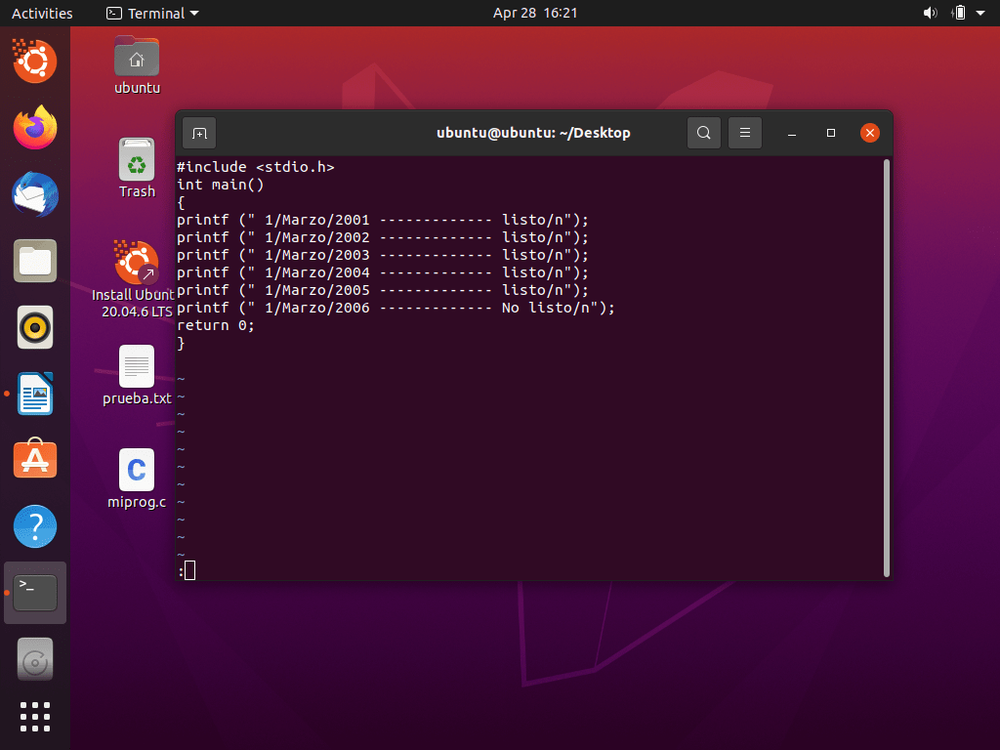 Activities
Terminal
Apr 28 16:21
ubuntu
Trash
Install Ubunt
20.04.6 LTS
prueba.txt
C
miprog.c
ubuntu@ubuntu: ~/Desktop
#include <stdio.h>
int main()
{
printf (" 1/Marzo/2001 ------------- listo/n");
printf (" 1/Marzo/2002 ------------- listo/n");
printf (" 1/Marzo/2003 ------------- listo/n");
printf (" 1/Marzo/2004 ------------- listo/n");
printf (" 1/Marzo/2005 ------------- listo/n");
printf (" 1/Marzo/2006 ------------- No listo/n");
return 0;
}
~
~
~
~
~
~
~
~
~
~
~
: